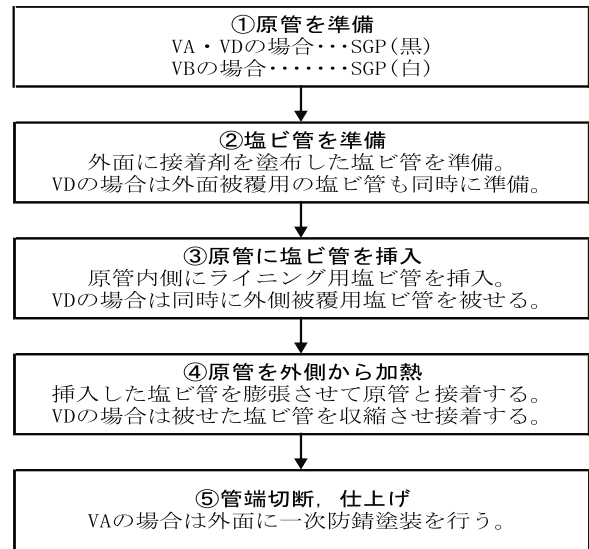 ①原管を準備
VA・VDの場合・・・SGP(黒)
VBの場合・・・・・・・SGP(白)
②塩ビ管を準備
外面に接着剤を塗布した塩ビ管を準備。
VDの場合は外面被覆用の塩ビ管も同時に準備。
③原管に塩ビ管を挿入
原管内側にライニング用塩ビ管を挿入。
VDの場合は同時に外側被覆用塩ビ管を被せる。
④原管を外側から加熱
挿入した塩ビ管を膨張させて原管と接着する。
VDの場合は被せた塩ビ管を収縮させ接着する。
⑤管端切断，仕上げ
VAの場合は外面に一次防錆塗装を行う。